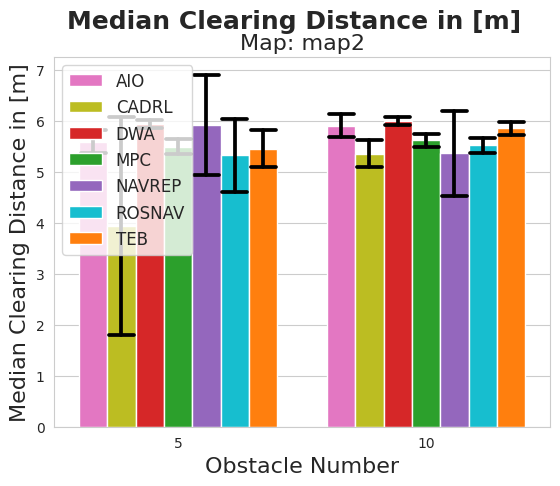 Median Clearing Distance in [m]
Map: map2
Median Clearing Distance in [m]
7
6
5
4
3
2
1
0
AIO
CADRL
DWA
MPC
NAVREP
ROSNAV
TEB
5
10
Obstacle Number